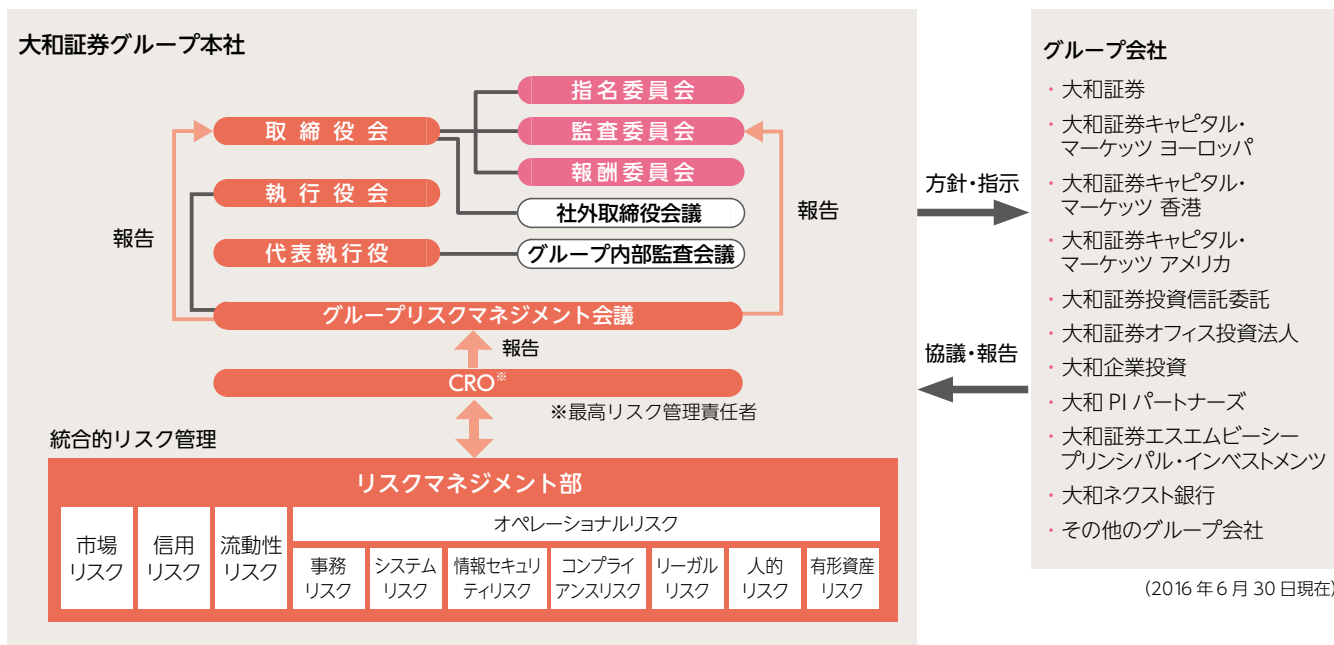 大和証券グループ本社
指名委員会
取締役会
監査委員会
報酬委員会
執行役会
社外取締役会議
報告
報告
代表執行役
グループ内部監査会議
グループリスクマネジメント会議
報告
CRO※
※最高リスク管理責任者
統合的リスク管理
リスクマネジメント部
市場
リスク
信用
リスク
流動性
リスク
オペレーショナルリスク
事務
リスク
システム
リスク
情報セキュリ
ティリスク
コンプライ
アンスリスク
リーガル
リスク
人的
リスク
有形資産
リスク
方針・指示
協議・報告
グループ会社
・大和証券
・大和証券キャピタル・
マーケッツ ヨーロッパ
・大和証券キャピタル・
マーケッツ 香港
・大和証券キャピタル・
マーケッツ アメリカ
・大和証券投資信託委託
・大和証券オフィス投資法人
・大和企業投資
・大和 PI パートナーズ
・大和証券エスエムビーシー
プリンシパル・インベストメンツ
・大和ネクスト銀行
・その他のグループ会社
(2016年6月30日現在)